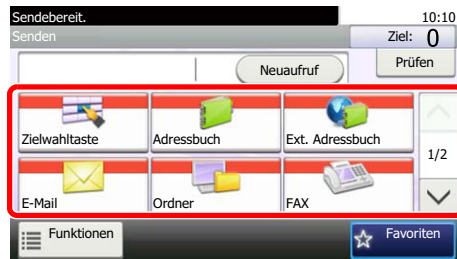 Sendebereit. 10:10
Senden Ziel: 0
Neuaufruf Prüfen
Zielwahltaste Adressbuch Ext. Adressbuch
1/2
E-Mail Ordner FAX
Funktionen Favoriten